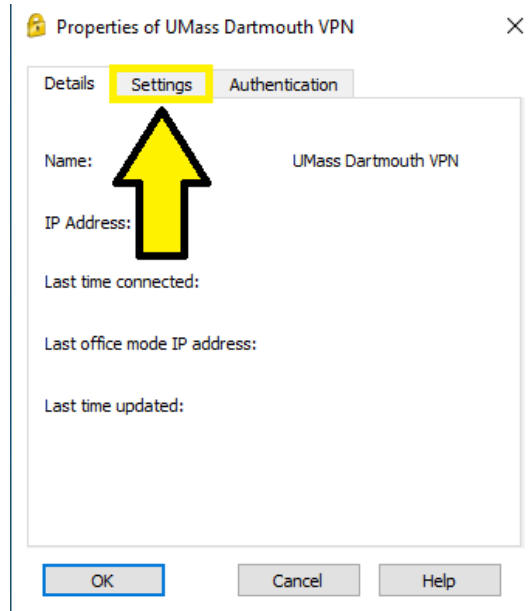 Properties of UMass Dartmouth VPN
Details Settings Authentication
Name: UMass Dartmouth VPN
IP Address:
Last time connected:
Last office mode IP address:
Last time updated:
OK Cancel Help